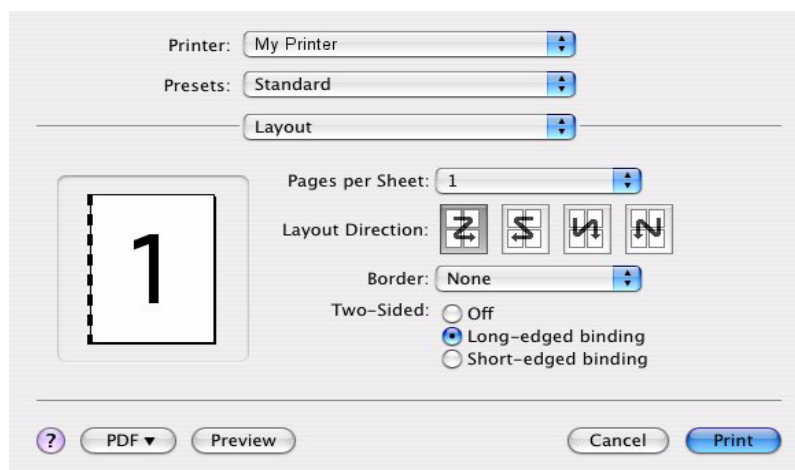 Printer: My Printer
Presets: Standard
Layout
Pages per Sheet: 1
Layout Direction:
1
Border: None
Two-Sided: Off
Long-edged binding
Short-edged binding
? PDF▼ Preview Cancel Print